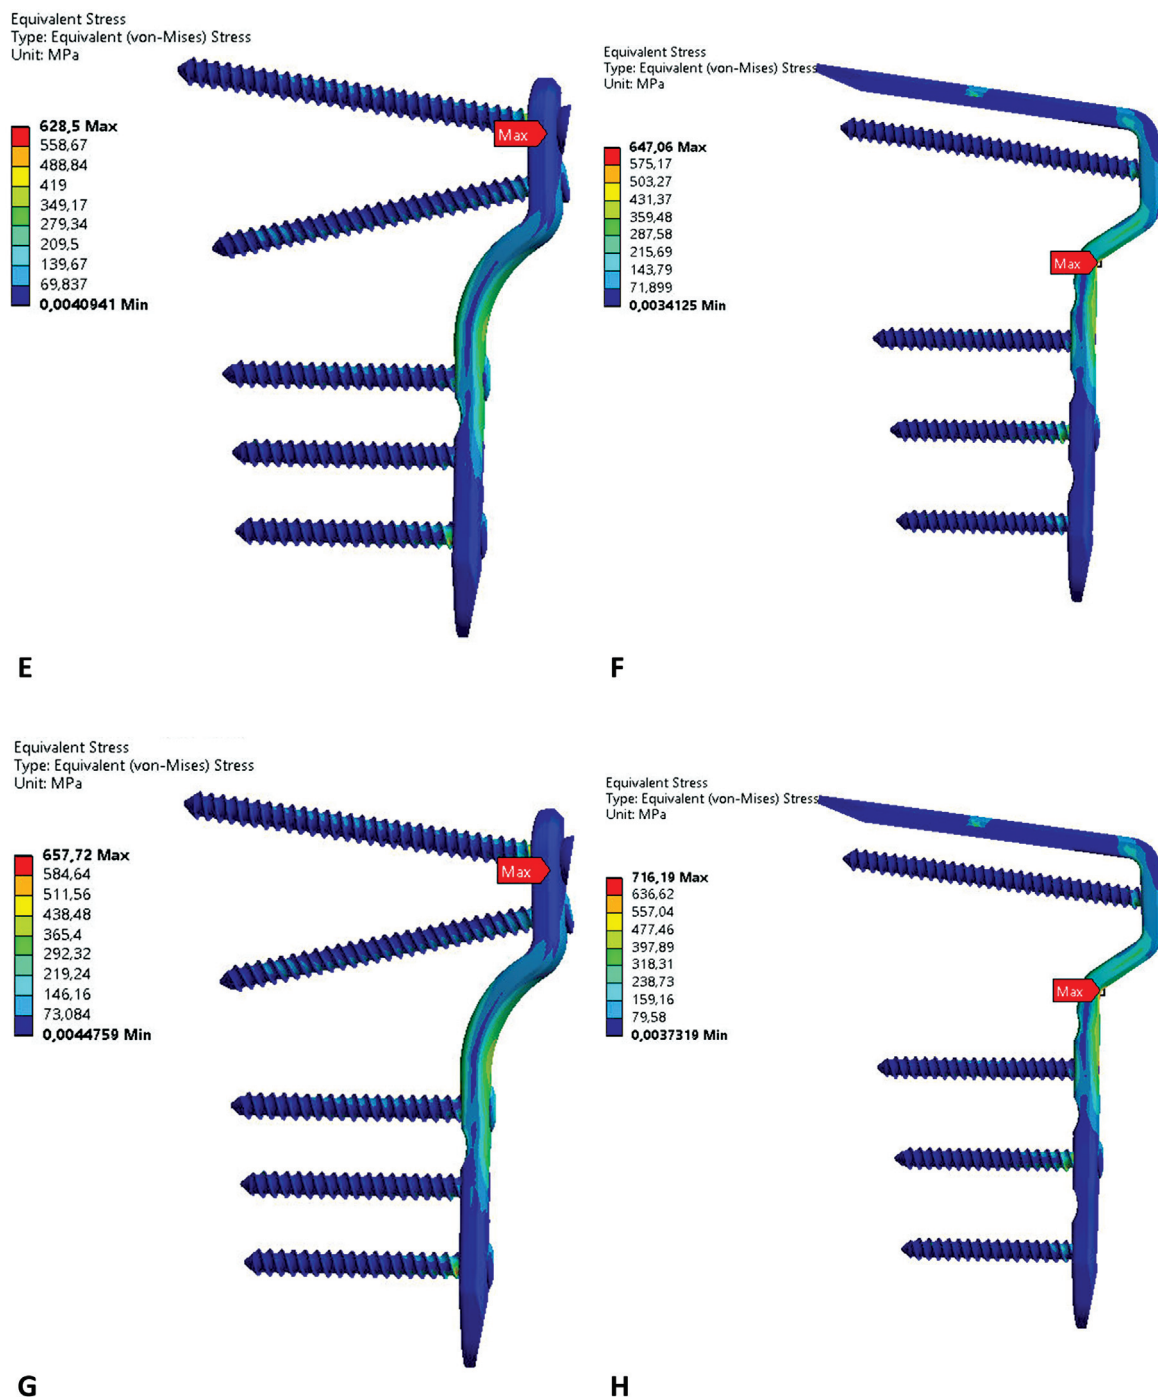 Equivalent Stress
Type: Equivalent (von-Mises) Stress
Unit: MPa
628,5 Max
558,67
488,84
419
349,17
279,34
209,5
139,67
69,837
0,0040941 Min
Max
E
Equivalent Stress
Type: Equivalent (von-Mises) Stress
Unit: MPa
647,06 Max
575,17
503,27
431,37
359,48
287,58
215,69
143,79
71,899
0,0034125 Min
Max
F
Equivalent Stress
Type: Equivalent (von-Mises) Stress
Unit: MPa
657,72 Max
584,64
511,56
438,48
365,4
292,32
219,24
146,16
73,084
0,0044759 Min
Max
G
Equivalent Stress
Type: Equivalent (von-Mises) Stress
Unit: MPa
716,19 Max
636,62
557,04
477,46
397,89
318,31
238,73
159,16
79,58
0,0037319 Min
Max
H